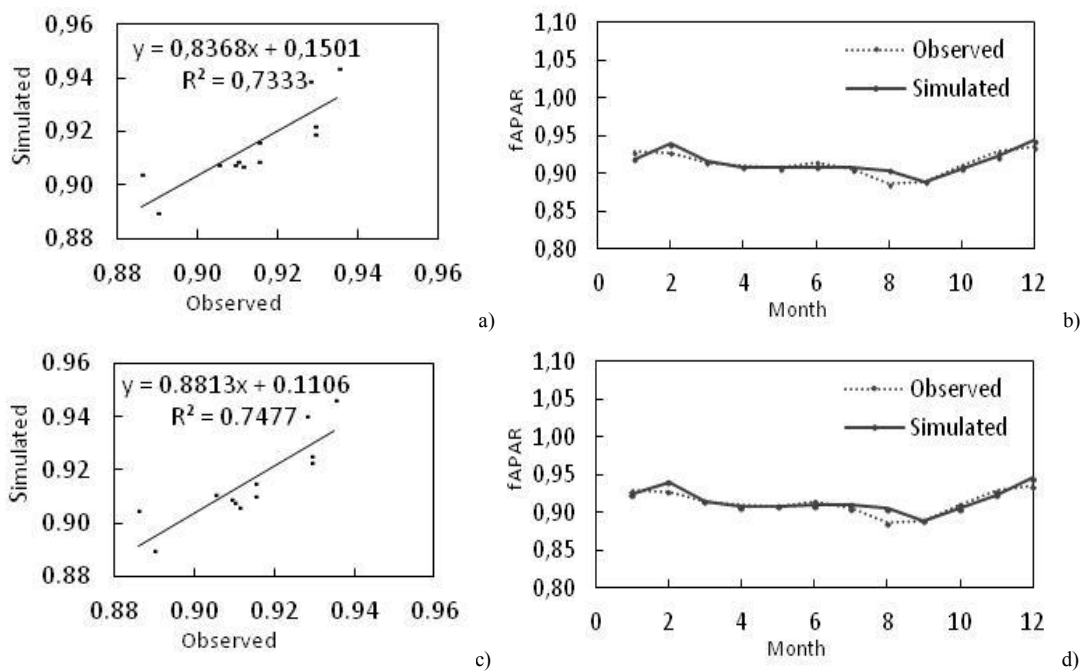 0,96
0,94
0,92
0,90
0,88
Simulated
y = 0,8368x + 0,1501
R² = 0,7333
0,88 0,90 0,92 0,94 0,96
Observed
a)
1,10
1,05
1,00
0,95
0,90
0,85
0,80
fAPAR
Observed
Simulated
0 2 4 6 8 10 12
Month
b)
0.96
0.94
0.92
0.90
0.88
Simulated
y = 0.8813x + 0.1106
R² = 0.7477
0.88 0.90 0.92 0.94 0.96
Observed
c)
1,10
1,05
1,00
0,95
0,90
0,85
0,80
fAPAR
Observed
Simulated
0 2 4 6 8 10 12
Month
d)